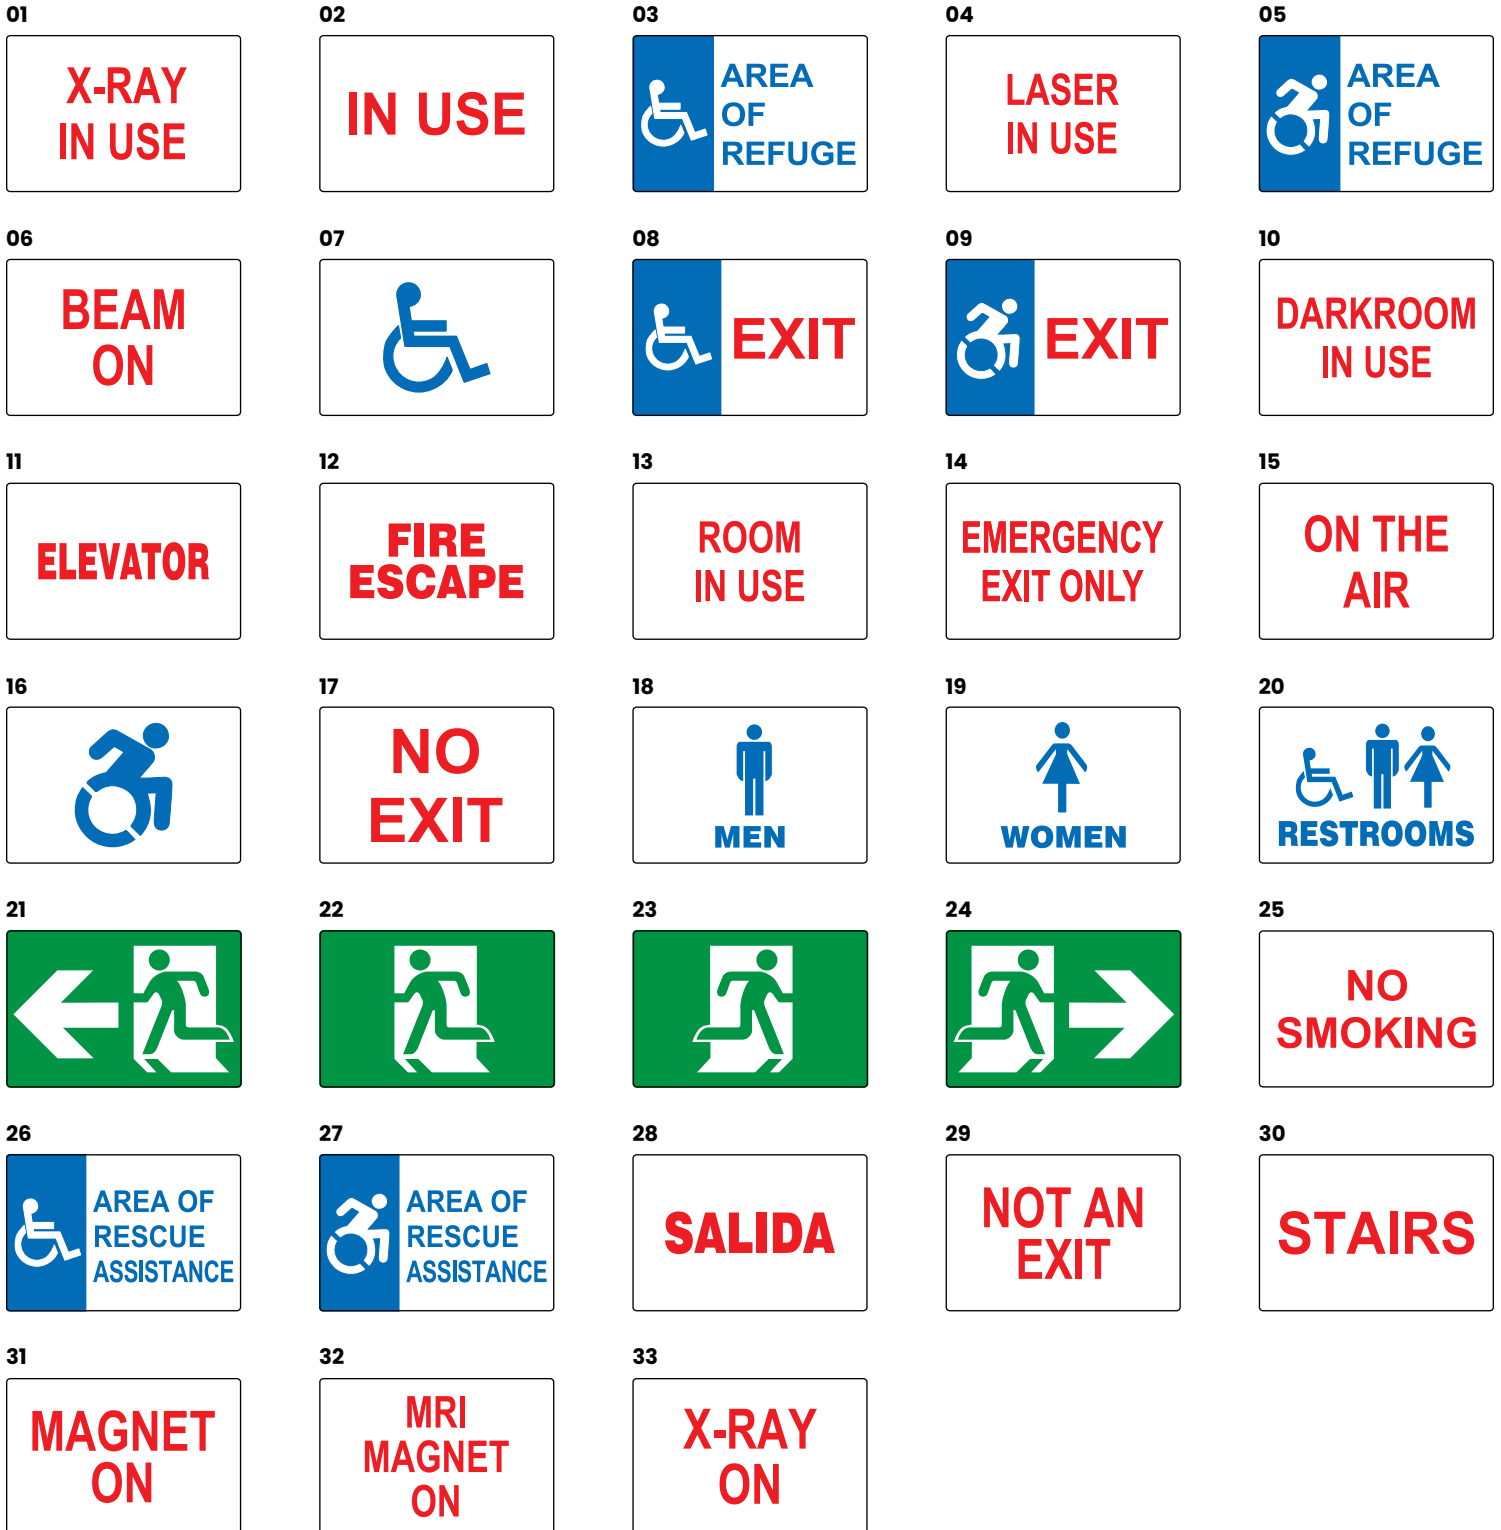 01
X-RAY
IN USE
02
IN USE
03
AREA
OF
REFUGE
04
LASER
IN USE
05
AREA
OF
REFUGE
06
BEAM
ON
07
08
EXIT
09
EXIT
10
DARKROOM
IN USE
11
ELEVATOR
12
FIRE
ESCAPE
13
ROOM
IN USE
14
EMERGENCY
EXIT ONLY
15
ON THE
AIR
16
17
NO
EXIT
18
MEN
19
WOMEN
20
RESTROOMS
21
22
23
24
25
NO
SMOKING
26
AREA OF
RESCUE
ASSISTANCE
27
AREA OF
RESCUE
ASSISTANCE
28
SALIDA
29
NOT AN
EXIT
30
STAIRS
31
MAGNET
ON
32
MRI
MAGNET
ON
33
X-RAY
ON